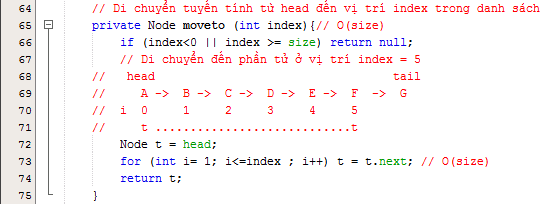 64 // Di chuyển tuyến tính từ head đến vị trí index trong danh sách
65 private Node moveto (int index){// O(size)
66 if (index<0 || index >= size) return null;
67 // Di chuyển đến phần tử ở vị trí index = 5
68 // head tail
69 // A -> B -> C -> D -> E -> F -> G
70 // i 0 1 2 3 4 5
71 // t ...........................t
72 Node t = head;
73 for (int i= 1; i<=index ; i++) t = t.next; // O(size)
74 return t;
75 }